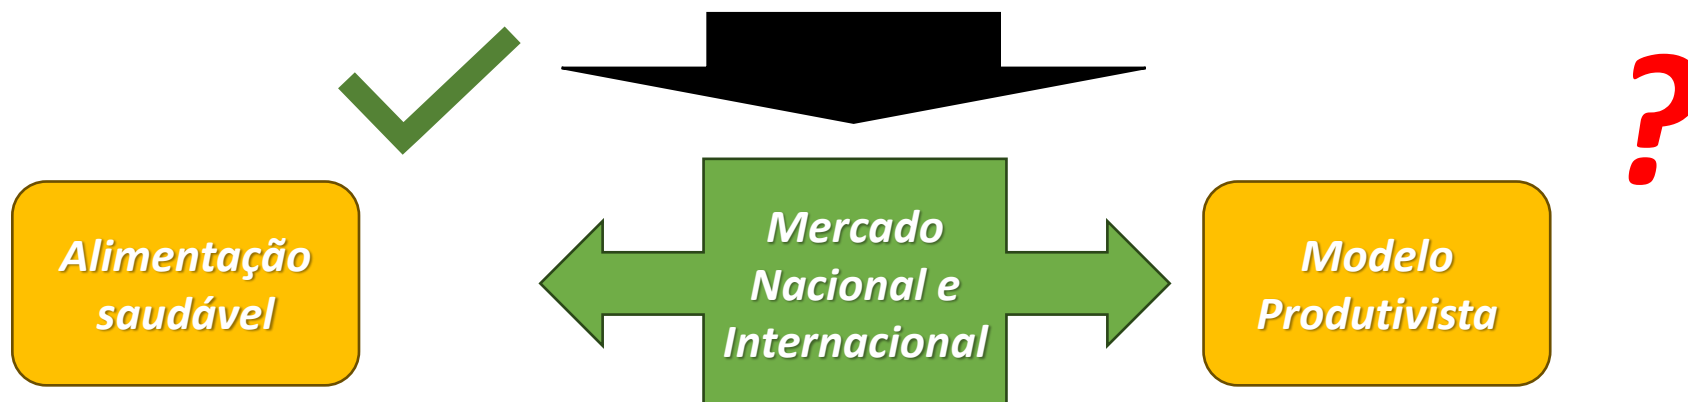 ?
Alimentação
saudável
Mercado
Nacional e
Internacional
Modelo
Produtivista